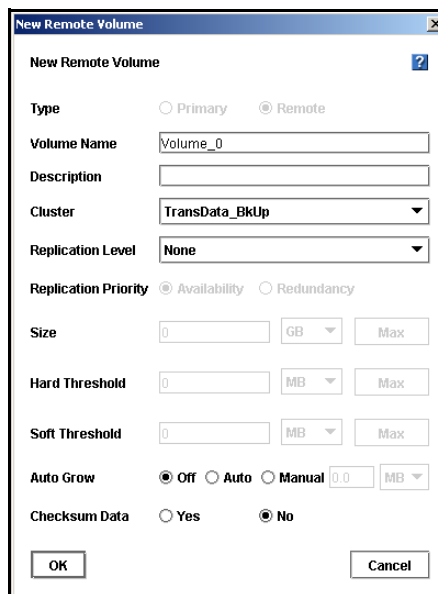 New Remote Volume
New Remote Volume ?
Type Primary Remote
Volume Name Volume_0
Description
Cluster TransData_BkUp
Replication Level None
Replication Priority Availability Redundancy
Size 0 GB Max
Hard Threshold 0 MB Max
Soft Threshold 0 MB Max
Auto Grow Off Auto Manual 0.0 MB
Checksum Data Yes No
OK Cancel